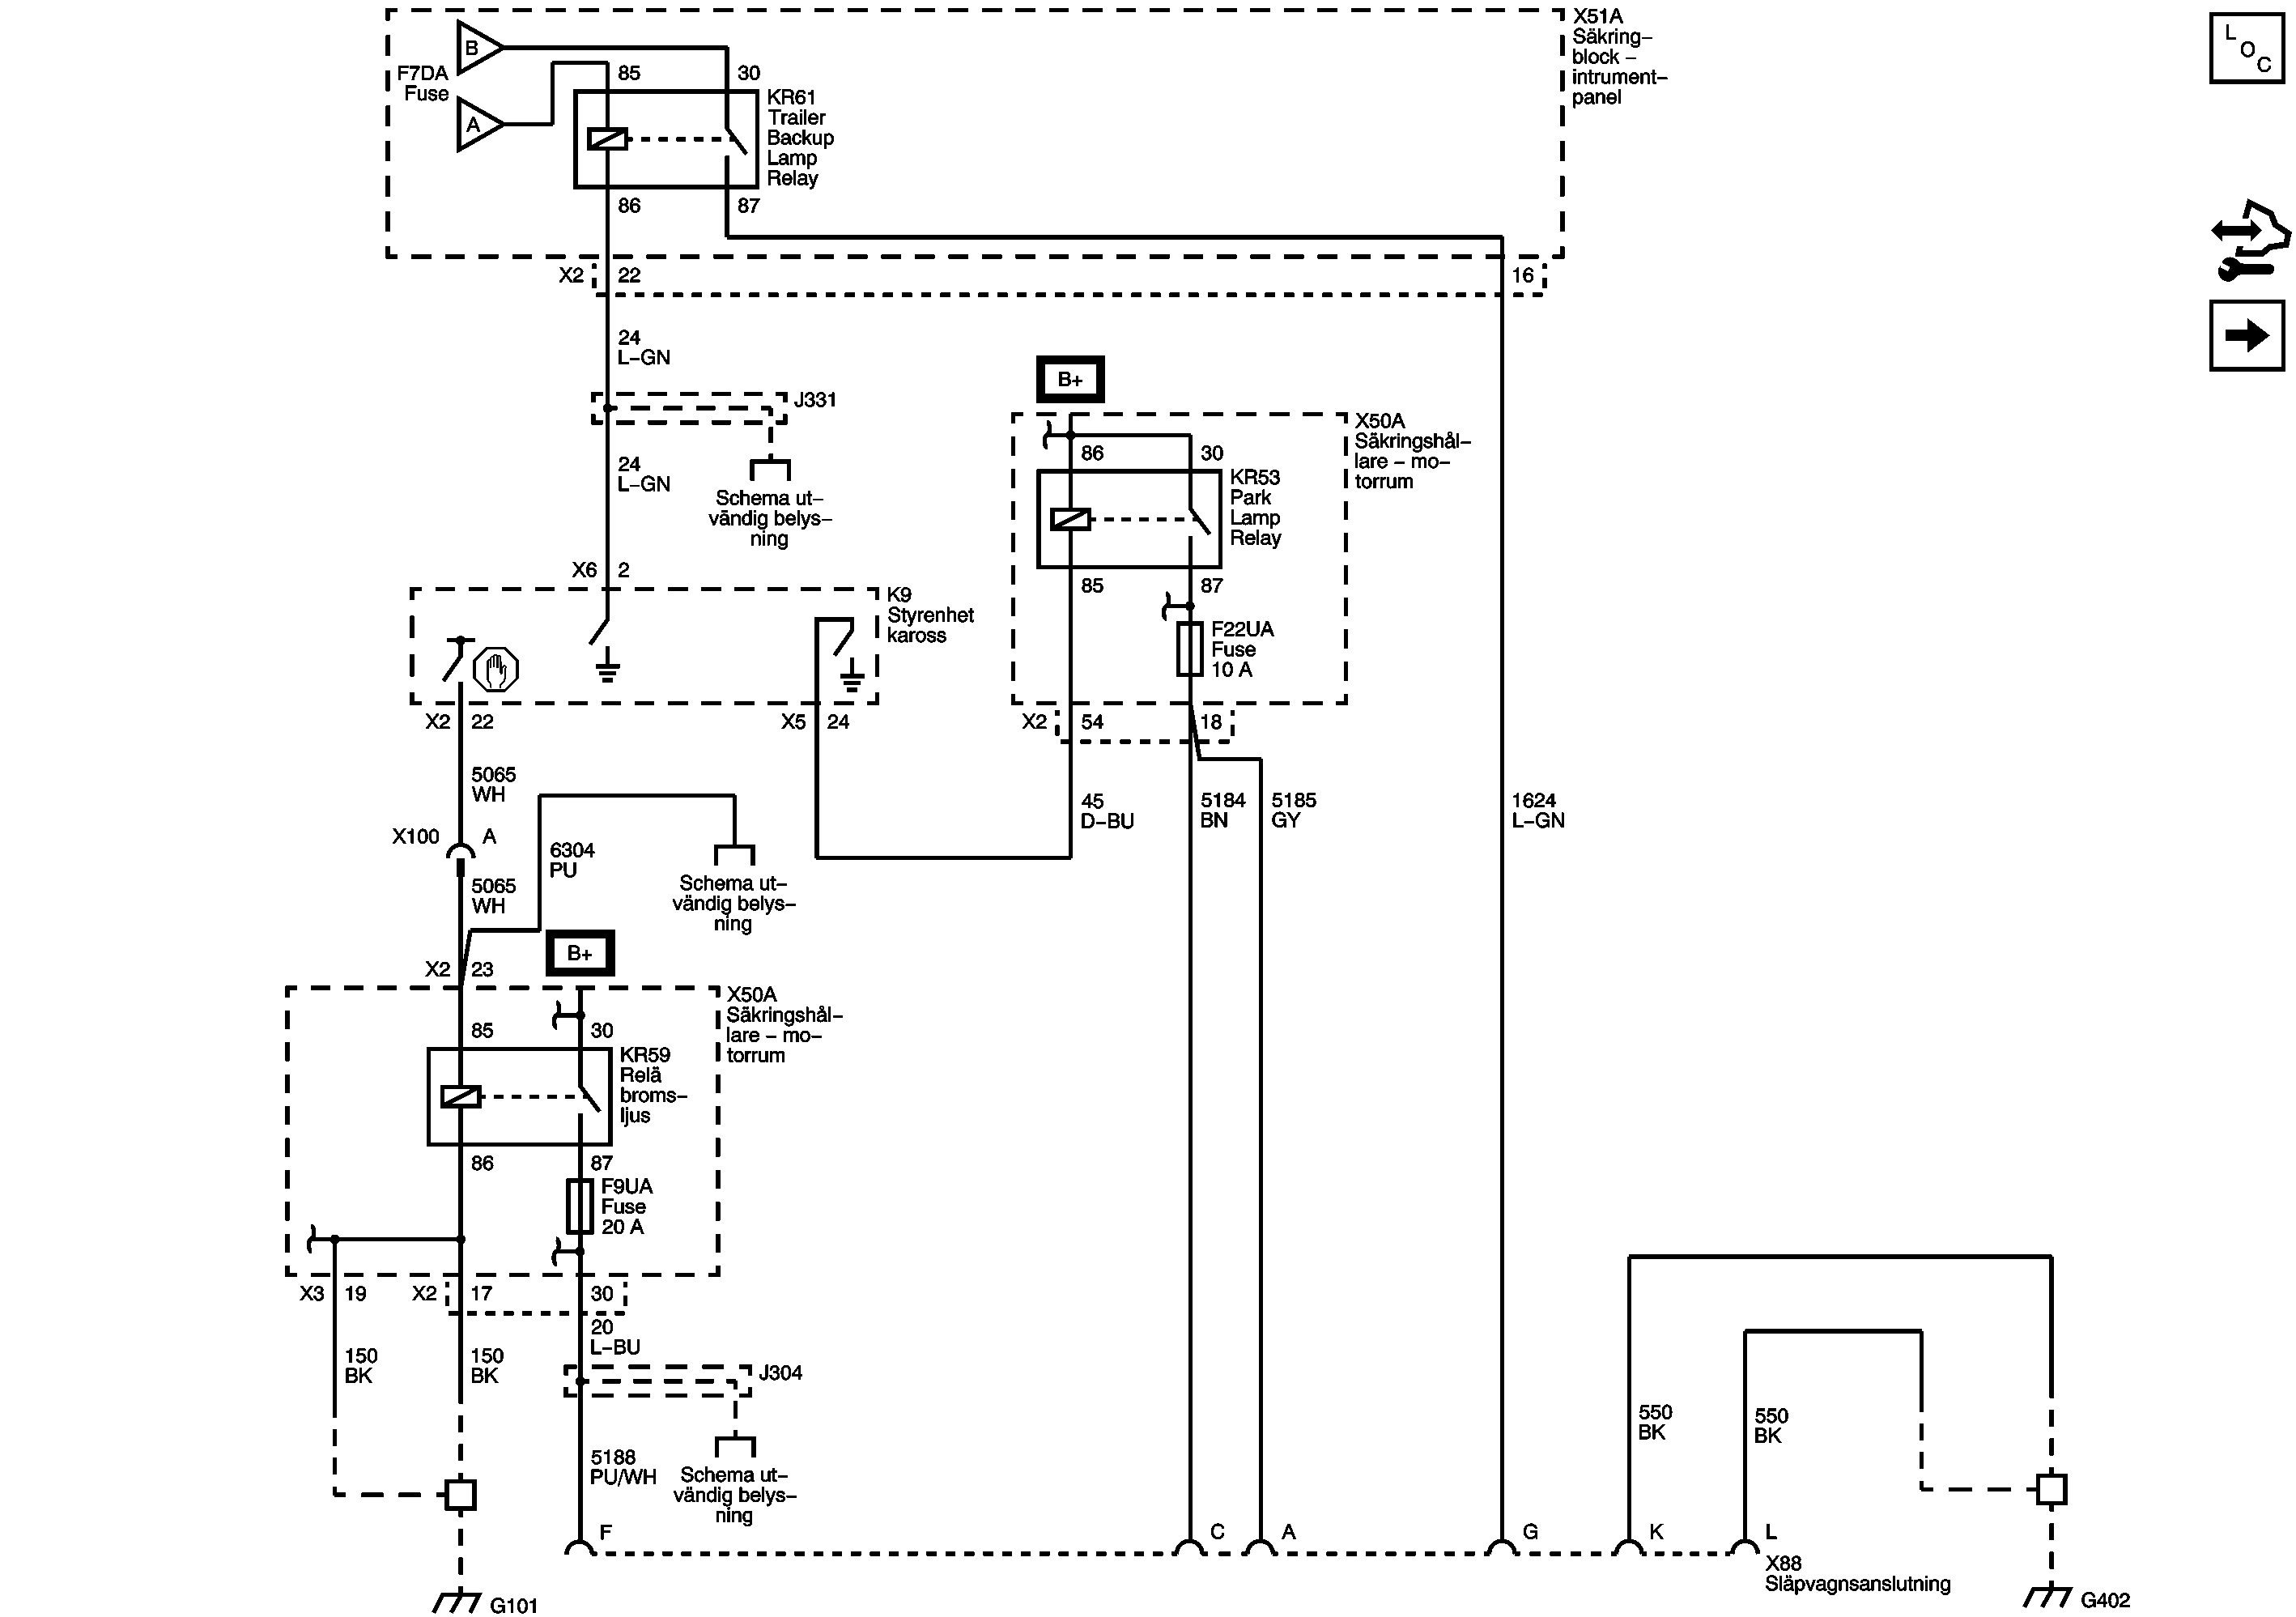 B
F7DA
Fuse
A
85
30
KR61
Trailer
Backup
Lamp
Relay
86
87
X51A
Säkring–
block –
intrument–
panel
L
O
C
X2
22
16
24
L–GN
J331
24
L–GN
Schema ut–
vändig belys–
ning
B+
X50A
Säkringshål–
lare – mo–
torrum
86
30
KR53
Park
Lamp
Relay
85
87
F22UA
Fuse
10 A
X6
2
K9
Styrenhet
kaross
X2
22
X5
24
X2
54
18
5065
WH
45
D–BU
5184
BN
5185
GY
1624
L–GN
X100
A
6304
PU
5065
WH
Schema ut–
vändig belys–
ning
B+
X2
23
X50A
Säkringshål–
lare – mo–
torrum
85
30
KR59
Relä
broms–
ljus
86
87
F9UA
Fuse
20 A
X3
19
X2
17
30
20
L–BU
150
BK
150
BK
J304
5188
PU/WH
Schema ut–
vändig belys–
ning
550
BK
550
BK
F
C
A
G
K
L
X88
Släpvagnsanslutning
G101
G402